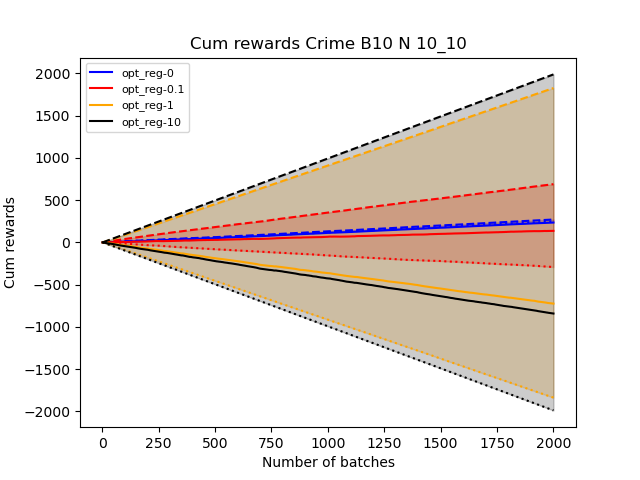 Cum rewards Crime B10 N 10_10
opt_reg-0
opt_reg-0.1
opt_reg-1
opt_reg-10
Cum rewards
2000
1500
1000
500
0
−500
−1000
−1500
−2000
0 250 500 750 1000 1250 1500 1750 2000
Number of batches